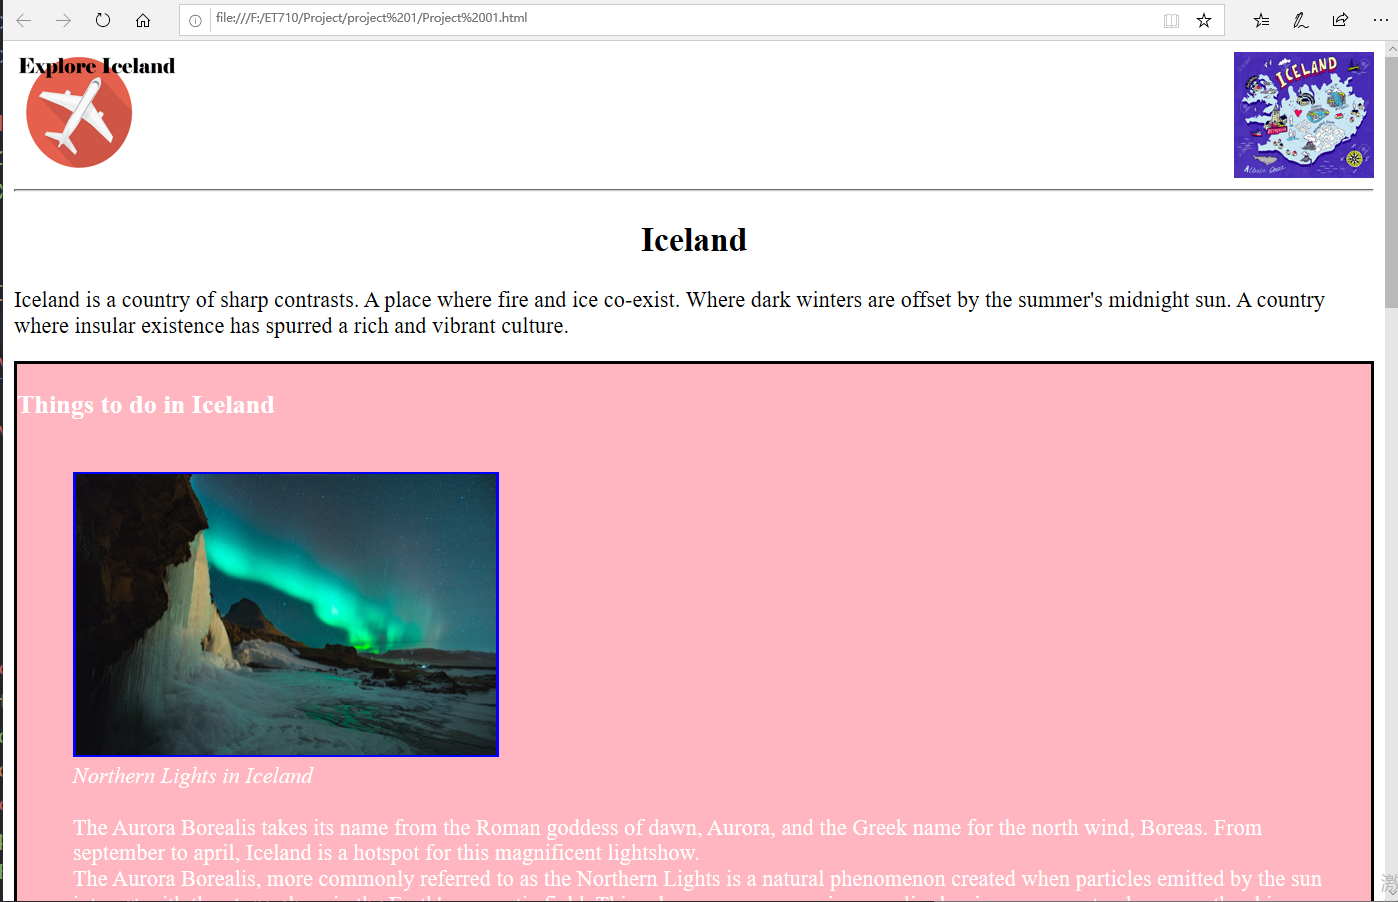 file:///F:/ET710/Project/project%201/Project%2001.html
Explore Iceland
ICELAND
Iceland
Iceland is a country of sharp contrasts. A place where fire and ice co-exist. Where dark winters are offset by the summer's midnight sun. A country
where insular existence has spurred a rich and vibrant culture.
Things to do in Iceland
Northern Lights in Iceland
The Aurora Borealis takes its name from the Roman goddess of dawn, Aurora, and the Greek name for the north wind, Boreas. From
september to april, Iceland is a hotspot for this magnificent lightshow.
The Aurora Borealis, more commonly referred to as the Northern Lights is a natural phenomenon created when particles emitted by the sun